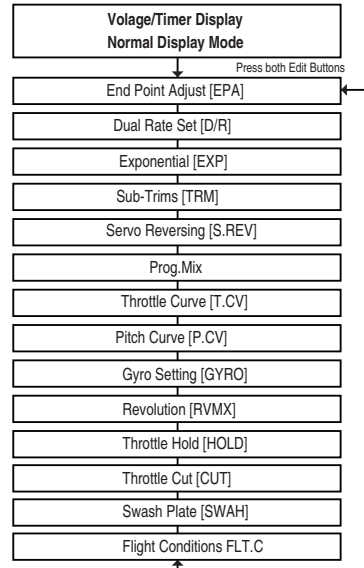 Volage/Timer Display
Normal Display Mode
Press both Edit Buttons
End Point Adjust [EPA]
Dual Rate Set [D/R]
Exponential [EXP]
Sub-Trims [TRM]
Servo Reversing [S.REV]
Prog.Mix
Throttle Curve [T.CV]
Pitch Curve [P.CV]
Gyro Setting [GYRO]
Revolution [RVMX]
Throttle Hold [HOLD]
Throttle Cut [CUT]
Swash Plate [SWAH]
Flight Conditions FLT.C